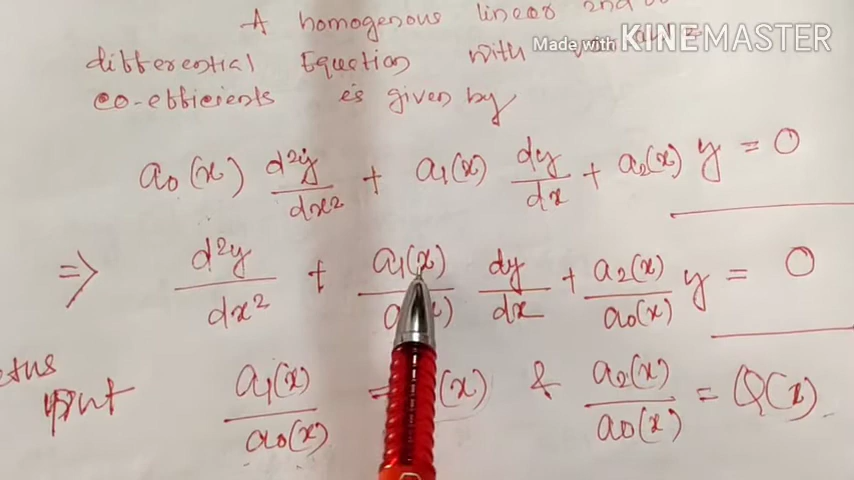 A homogenous linear 2nd
differential Equation with
Made with KINEMASTER
co-efficients is given by
a₀(x) d²y/dx² + a₁(x) dy/dx + a₂(x) y = 0
⇒ d²y/dx² + a₁(x)/a₀(x) dy/dx + a₂(x)/a₀(x) y = 0
a₁(x)/a₀(x) = (x) & a₂(x)/a₀(x) = Q(x)